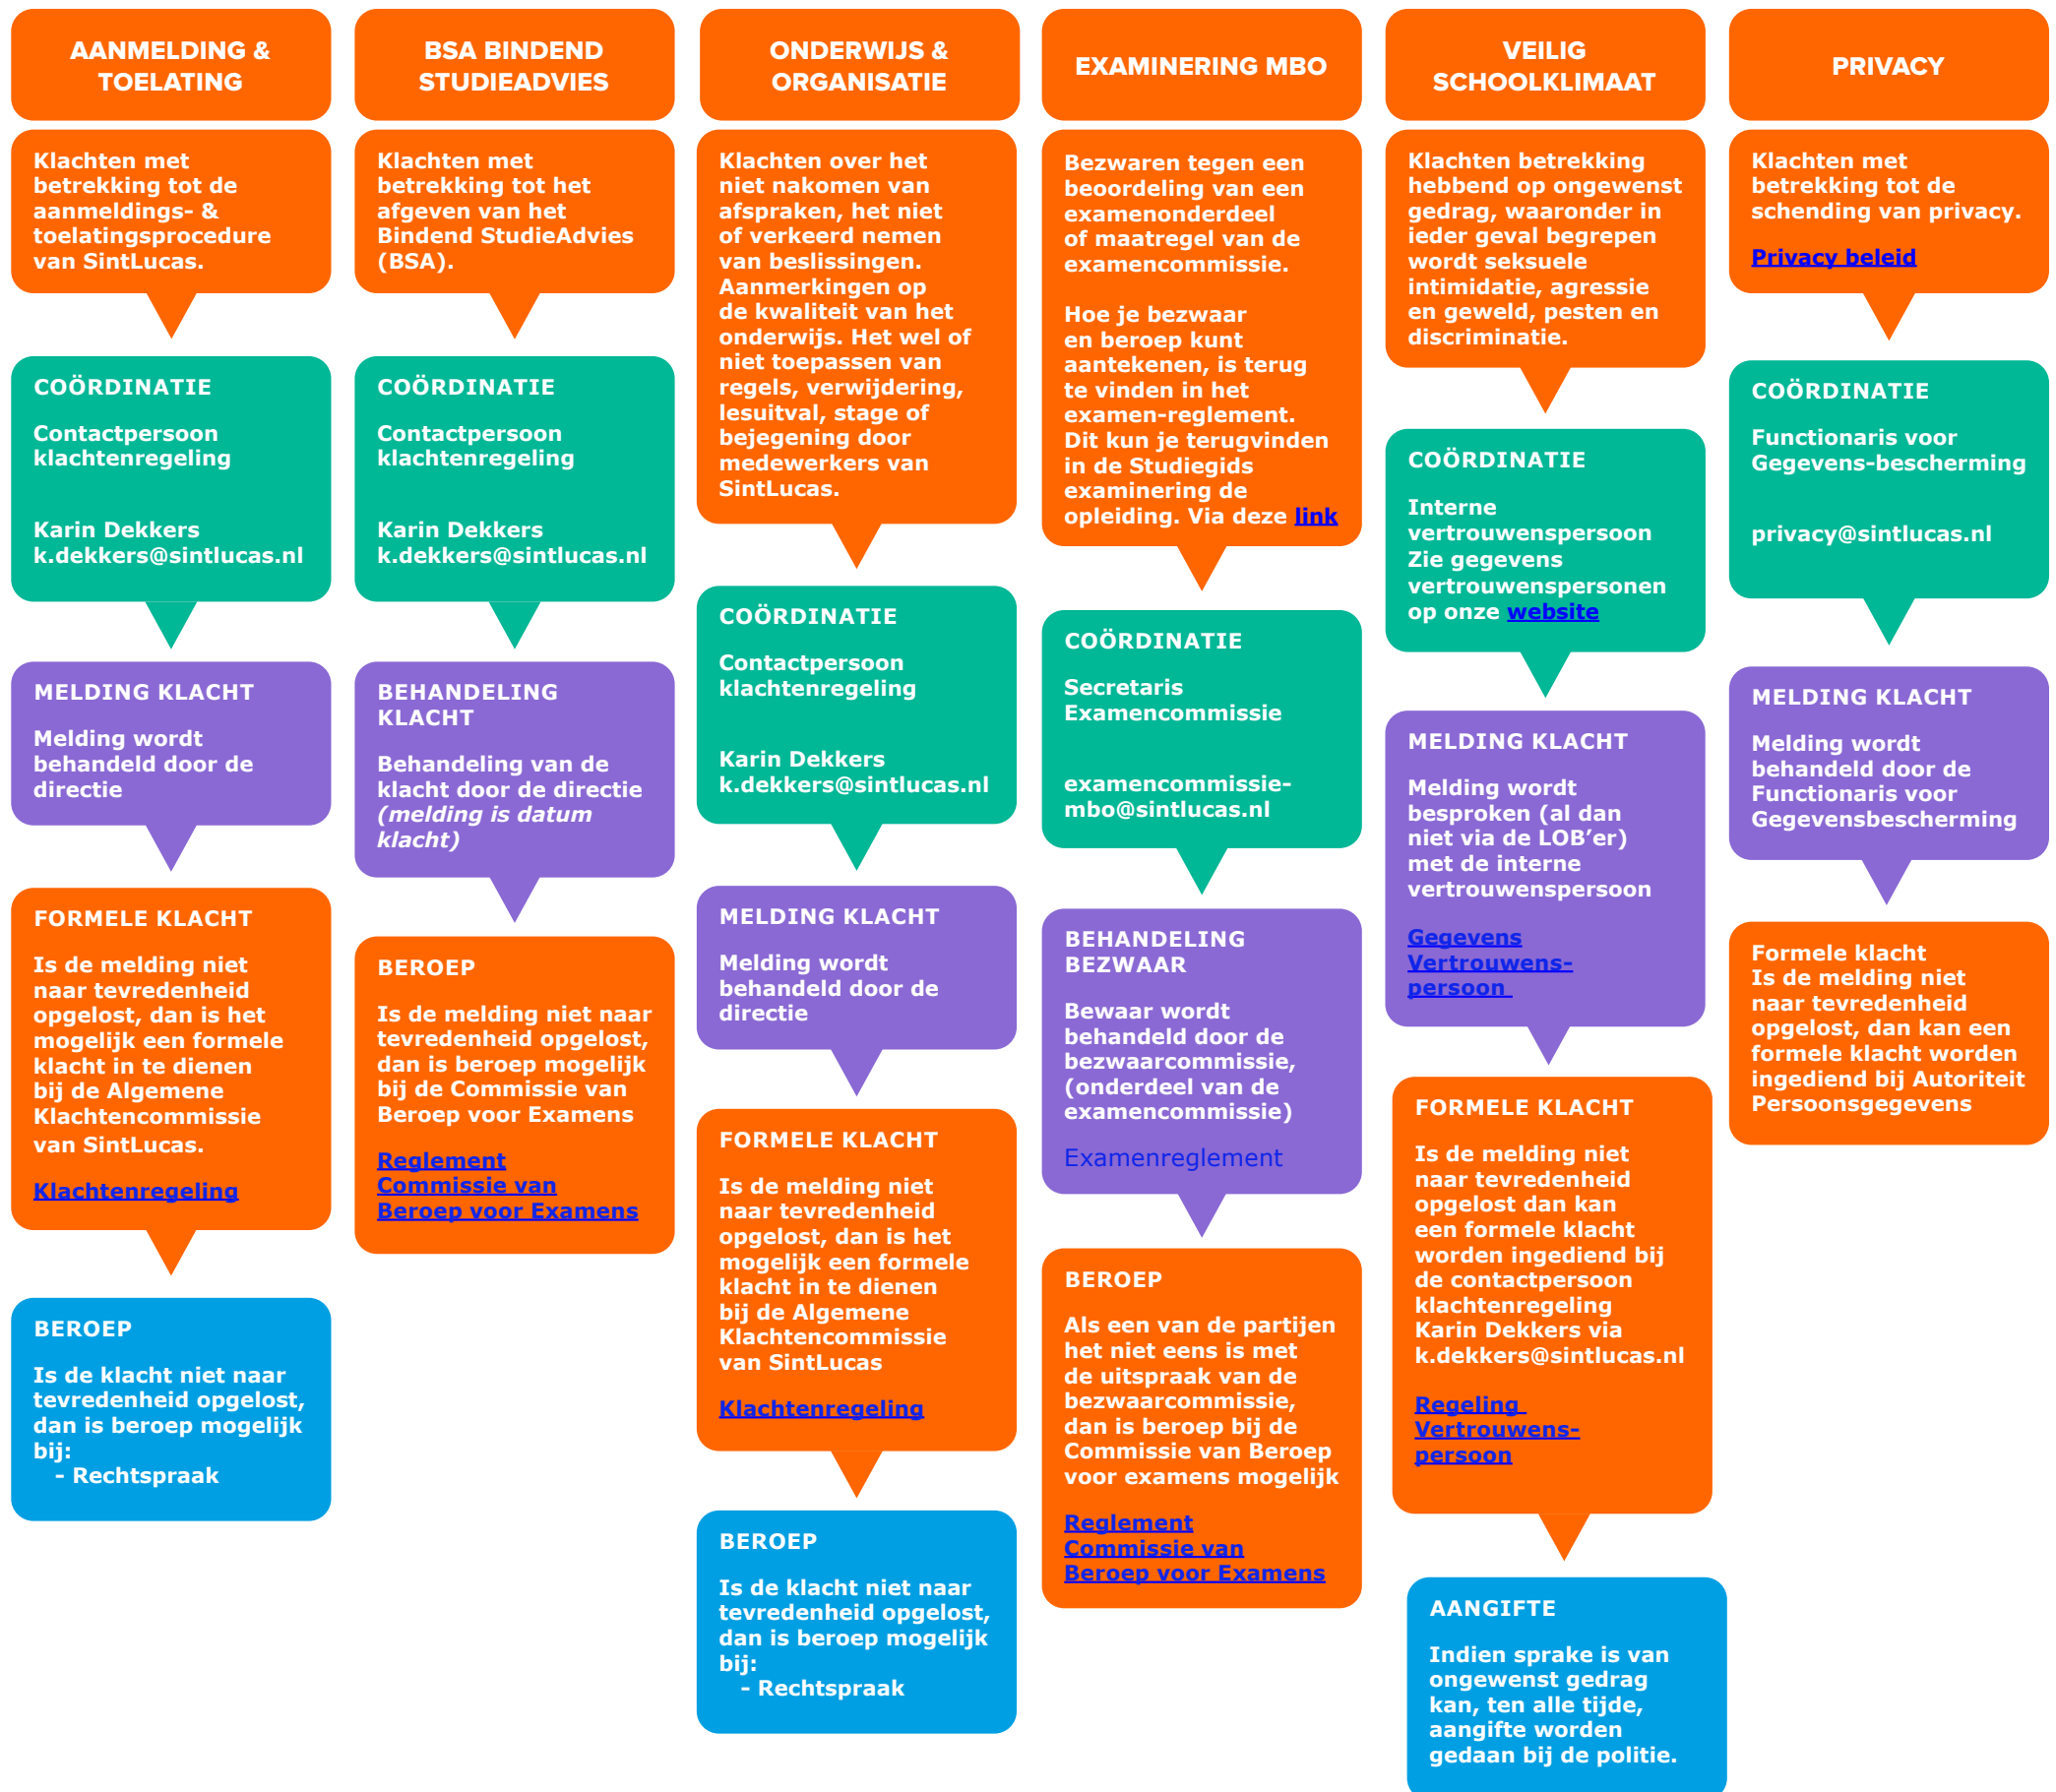 AANMELDING &
TOELATING
Klachten met
betrekking tot de
aanmeldings- &
toelatingsprocedure
van SintLucas.
COÖRDINATIE
Contactpersoon
klachtenregeling
Karin Dekkers
k.dekkers@sintlucas.nl
MELDING KLACHT
Melding wordt
behandeld door de
directie
FORMELE KLACHT
Is de melding niet
naar tevredenheid
opgelost, dan is het
mogelijk een formele
klacht in te dienen
bij de Algemene
Klachtencommissie
van SintLucas.
Klachtenregeling
BEROEP
Is de klacht niet naar
tevredenheid opgelost,
dan is beroep mogelijk
bij:
- Rechtspraak
BSA BINDEND
STUDIEADVIES
Klachten met
betrekking tot het
afgeven van het
Bindend StudieAdvies
(BSA).
COÖRDINATIE
Contactpersoon
klachtenregeling
Karin Dekkers
k.dekkers@sintlucas.nl
BEHANDELING
KLACHT
Behandeling van de
klacht door de directie
(melding is datum
klacht)
BEROEP
Is de melding niet naar
tevredenheid opgelost,
dan is beroep mogelijk
bij de Commissie van
Beroep voor Examens
Reglement
Commissie van
Beroep voor Examens
ONDERWIJS &
ORGANISATIE
Klachten over het
niet nakomen van
afspraken, het niet
of verkeerd nemen
van beslissingen.
Aanmerkingen op
de kwaliteit van het
onderwijs. Het wel of
niet toepassen van
regels, verwijdering,
lesuitval, stage of
bejegening door
medewerkers van
SintLucas.
COÖRDINATIE
Contactpersoon
klachtenregeling
Karin Dekkers
k.dekkers@sintlucas.nl
MELDING KLACHT
Melding wordt
behandeld door de
directie
FORMELE KLACHT
Is de melding niet
naar tevredenheid
opgelost, dan is het
mogelijk een formele
klacht in te dienen
bij de Algemene
Klachtencommissie
van SintLucas
Klachtenregeling
BEROEP
Is de klacht niet naar
tevredenheid opgelost,
dan is beroep mogelijk
bij:
- Rechtspraak
EXAMINERING MBO
Bezwaren tegen een
beoordeling van een
examenonderdeel
of maatregel van de
examencommissie.
Hoe je bezwaar
en beroep kunt
aantekenen, is terug
te vinden in het
examen-reglement.
Dit kun je terugvinden
in de Studiegids
examinering de
opleiding. Via deze link
COÖRDINATIE
Secretaris
Examencommissie
examencommissie-
mbo@sintlucas.nl
BEHANDELING
BEZWAAR
Bewaar wordt
behandeld door de
bezwaarcommissie,
(onderdeel van de
examencommissie)
Examenreglement
BEROEP
Als een van de partijen
het niet eens is met
de uitspraak van de
bezwaarcommissie,
dan is beroep bij de
Commissie van Beroep
voor examens mogelijk
Reglement
Commissie van
Beroep voor Examens
VEILIG
SCHOOLKLIMAAT
Klachten betrekking
hebbend op ongewenst
gedrag, waaronder in
ieder geval begrepen
wordt seksuele
intimidatie, agressie
en geweld, pesten en
discriminatie.
COÖRDINATIE
Interne
vertrouwenspersoon
Zie gegevens
vertrouwenspersonen
op onze website
MELDING KLACHT
Melding wordt
besproken (al dan
niet via de LOB’er)
met de interne
vertrouwenspersoon
Gegevens
Vertrouwens-
persoon
FORMELE KLACHT
Is de melding niet
naar tevredenheid
opgelost dan kan
een formele klacht
worden ingediend bij
de contactpersoon
klachtenregeling
Karin Dekkers via
k.dekkers@sintlucas.nl
Regeling
Vertrouwens-
persoon
AANGIFTE
Indien sprake is van
ongewenst gedrag
kan, ten alle tijde,
aangifte worden
gedaan bij de politie.
PRIVACY
Klachten met
betrekking tot de
schending van privacy.
Privacy beleid
COÖRDINATIE
Functionaris voor
Gegevens-bescherming
privacy@sintlucas.nl
MELDING KLACHT
Melding wordt
behandeld door de
Functionaris voor
Gegevensbescherming
Formele klacht
Is de melding niet
naar tevredenheid
opgelost, dan kan een
formele klacht worden
ingediend bij Autoriteit
Persoonsgegevens